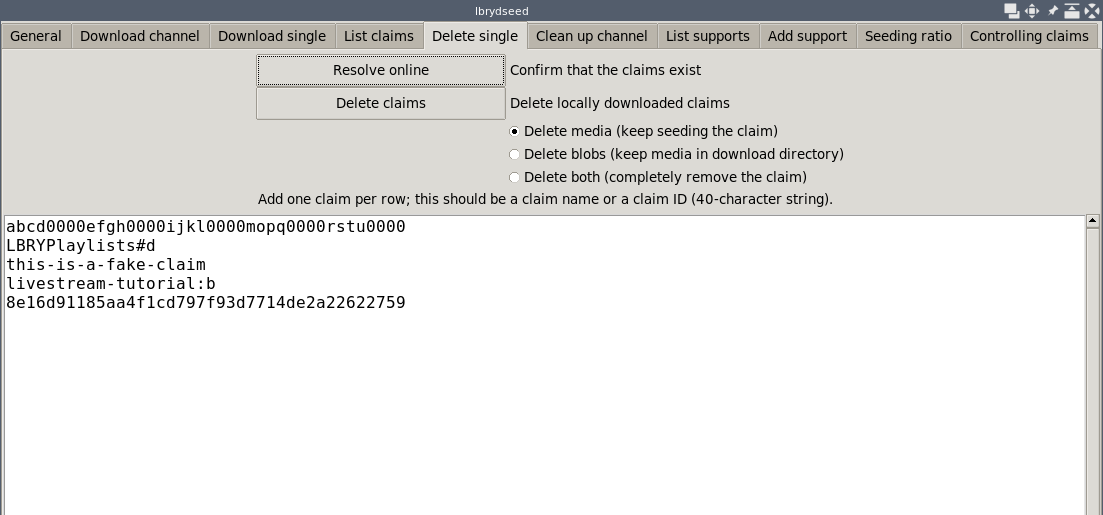 lbrydseed
General Download channel Download single List claims Delete single Clean up channel List supports Add support Seeding ratio Controlling claims
Resolve online Confirm that the claims exist
Delete claims Delete locally downloaded claims
Delete media (keep seeding the claim)
Delete blobs (keep media in download directory)
Delete both (completely remove the claim)
Add one claim per row; this should be a claim name or a claim ID (40-character string).
abcd0000efgh0000ijkl0000mopq0000rstu0000
LBRYPlaylists#d
this-is-a-fake-claim
livestream-tutorial:b
8e16d91185aa4f1cd797f93d7714de2a22622759